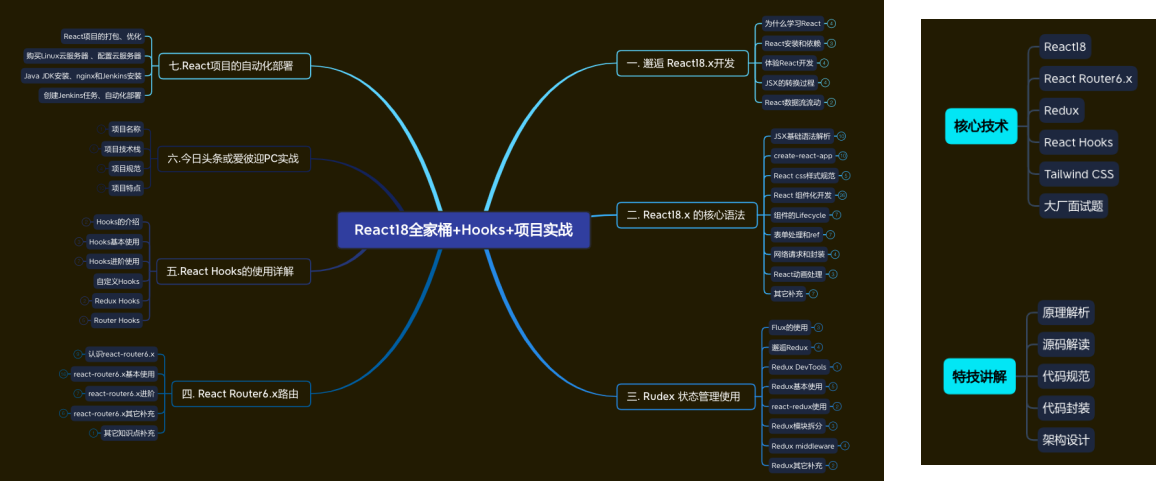 React18全家桶+Hooks+项目实战
一. 邂逅 React18.x开发
为什么学习React
React安装和依赖
体验React开发
JSX的转换过程
React数据流流动
二. React18.x 的核心语法
JSX基础语法解析
create-react-app
React css样式规范
React 组件化开发
组件的Lifecycle
表单处理和ref
网络请求和封装
React动画处理
其它补充
三. Rudex 状态管理使用
Flux的使用
邂逅Redux
Redux DevTools
Redux基本使用
react-redux使用
Redux模块拆分
Redux middleware
Redux其它补充
四. React Router6.x路由
认识react-router6.x
react-router6.x基本使用
react-router6.x进阶
react-router6.x其它补充
其它知识点补充
五.React Hooks的使用详解
Hooks的介绍
Hooks基本使用
Hooks进阶使用
自定义Hooks
Redux Hooks
Router Hooks
六.今日头条或爱彼迎PC实战
项目名称
项目技术栈
项目规范
项目特点
七.React项目的自动化部署
React项目的打包、优化
购买Linux云服务器 、配置云服务器
Java JDK安装、nginx和Jenkins安装
创建Jenkins任务、自动化部署
核心技术
React18
React Router6.x
Redux
React Hooks
Tailwind CSS
大厂面试题
特技讲解
原理解析
源码解读
代码规范
代码封装
架构设计